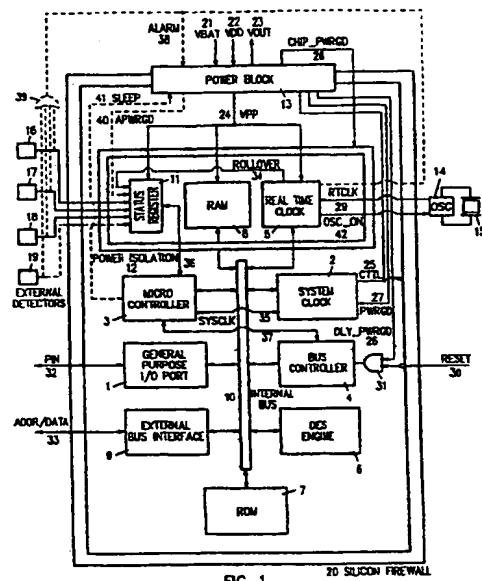 ALARM
38
21
VBAT
22
VDD
23
VOUT
CHIP_PWRGD
28
POWER BLOCK
13
39
41 SLEEP
40 APWRGD
24 VPP
16
17
18
19
EXTERNAL
DETECTORS
11
STATUS
REGISTER
ROLLOVER
34
RAM
8
REAL TIME
CLOCK
5
RTCLK
29
OSC_ON
42
14
OSC
15
POWER ISOLATION
12
36
2
25
CTTL
MICRO
CONTROLLER
3
SYSTEM
CLOCK
27
PWRGD
35
SYSCLK
37
DLY_PWRGD
26
PIN
32
GENERAL
PURPOSE
I/O PORT
1
10
INTERNAL
BUS
BUS
CONTROLLER
4
31
RESET
30
ADDR/DATA
33
EXTERNAL
BUS INTERFACE
9
DES
ENGINE
6
ROM
7
20 SILICON FIREWALL
FIG. 1